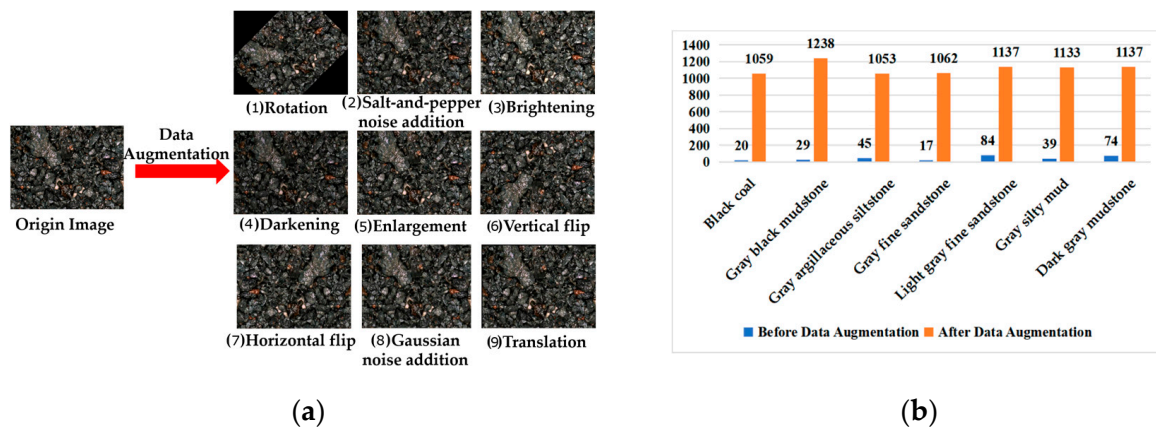 (1)Rotation
(2)Salt-and-pepper
noise addition
(3)Brightening
Data
Augmentation
Origin Image
(4)Darkening
(5)Enlargement
(6)Vertical flip
(7)Horizontal flip
(8)Gaussian
noise addition
(9)Translation
(a)
1400
1200
1000
800
600
400
200
0
20
1059
29
1238
45
1053
17
1062
84
1137
39
1133
74
1137
Black coal
Gray black mudstone
Gray argillaceous siltstone
Gray fine sandstone
Light gray fine sandstone
Gray silty mud
Dark gray mudstone
Before Data Augmentation
After Data Augmentation
(b)